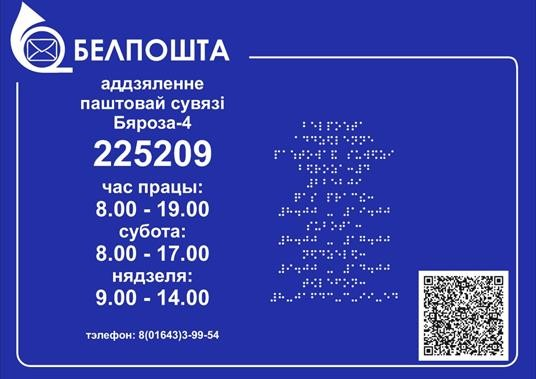 БЕЛПОШТА
аддзяленне
паштовай сувязі
Бяроза-4
225209
час працы:
8.00 - 19.00
субота:
8.00 - 17.00
нядзеля:
9.00 - 14.00
тэлефон: 8(01643)3-99-54